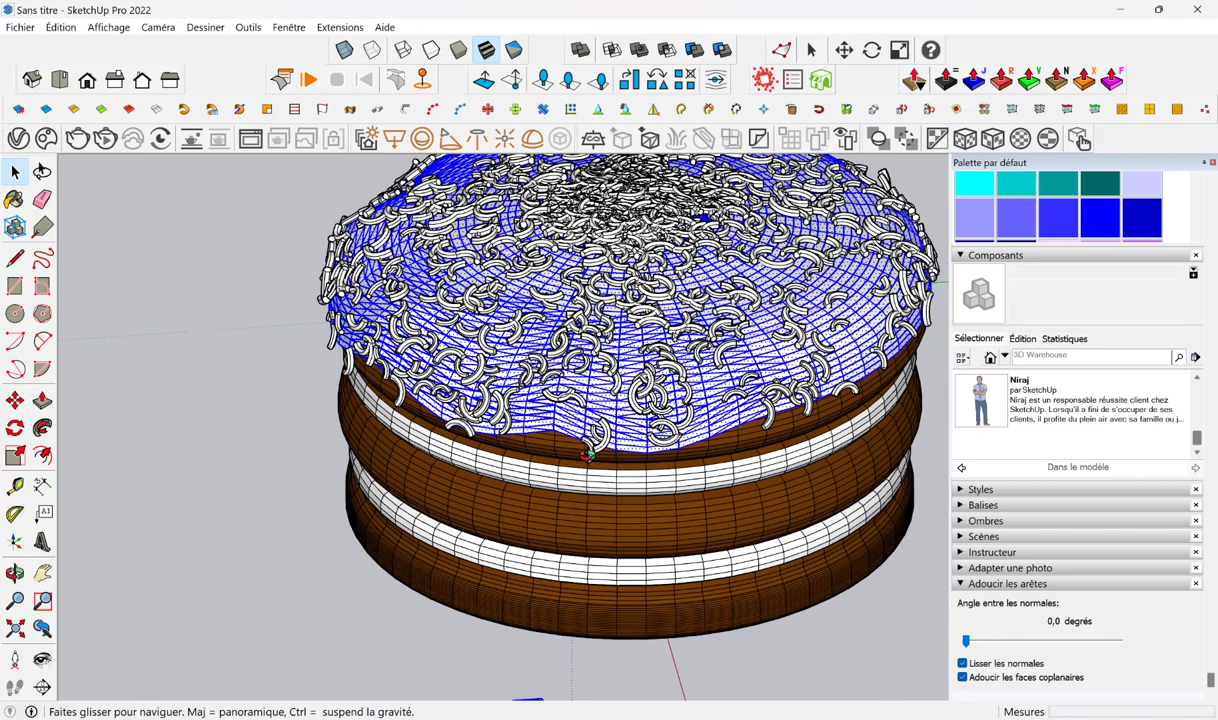 Sans titre - SketchUp Pro 2022
Fichier Édition Affichage Caméra Dessiner Outils Fenêtre Extensions Aide
Palette par défaut
Composants
Sélectionner Édition Statistiques
3D Warehouse
Niraj
par SketchUp
Niraj est un responsable réussite client chez
SketchUp. Lorsqu'il a fini de s'occuper de ses
clients, il profite du plein air avec sa famille ou j...
Dans le modèle
Styles
Balises
Ombres
Scènes
Instructeur
Adapter une photo
Adoucir les arêtes
Angle entre les normales:
0,0 degrés
Lisser les normales
Adoucir les faces coplanaires
Faites glisser pour naviguer. Maj = panoramique, Ctrl = suspend la gravité.
Mesures